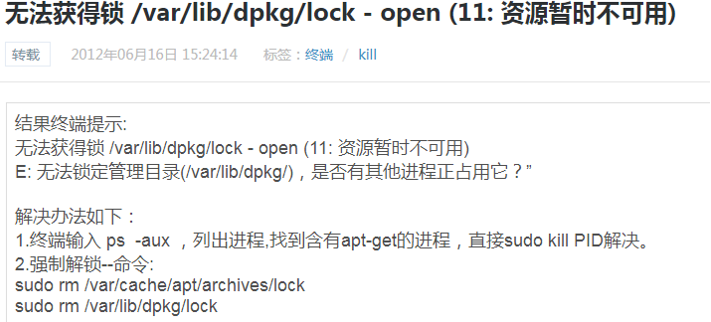 无法获得锁 /var/lib/dpkg/lock - open (11: 资源暂时不可用)
转载 2012年06月16日 15:24:14 标签：终端 / kill
结果终端提示:
无法获得锁 /var/lib/dpkg/lock - open (11: 资源暂时不可用)
E: 无法锁定管理目录(/var/lib/dpkg/)，是否有其他进程正占用它？”
解决办法如下：
1.终端输入 ps  -aux ，列出进程,找到含有apt-get的进程，直接sudo kill PID解决。
2.强制解锁--命令:
sudo rm /var/cache/apt/archives/lock
sudo rm /var/lib/dpkg/lock